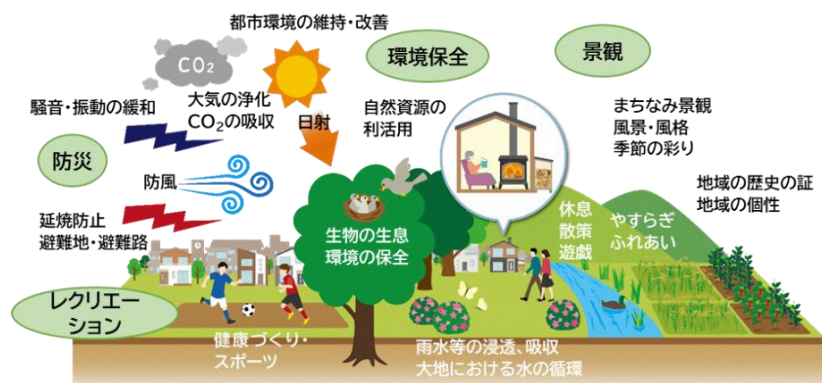 都市環境の維持・改善
CO₂
環境保全
景観
騒音・振動の緩和
大気の浄化
CO₂の吸収
日射
自然資源の
利活用
まちなみ景観
風景・風格
季節の彩り
防災
防風
地域の歴史の証
地域の個性
延焼防止
避難地・避難路
生物の生息
環境の保全
休息
散策
遊戯
やすらぎ
ふれあい
レクリエー
ション
健康づくり・
スポーツ
雨水等の浸透、吸収
大地における水の循環